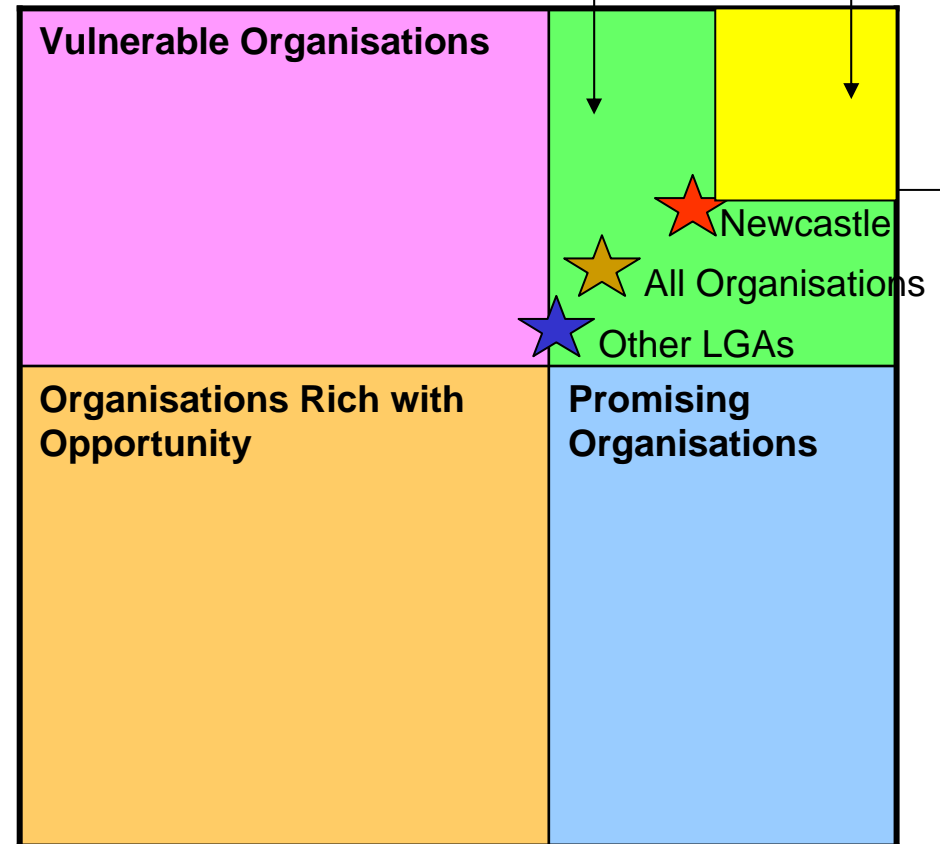 Vulnerable Organisations
Newcastle
All Organisations
Other LGAs
Organisations Rich with
Opportunity
Promising
Organisations